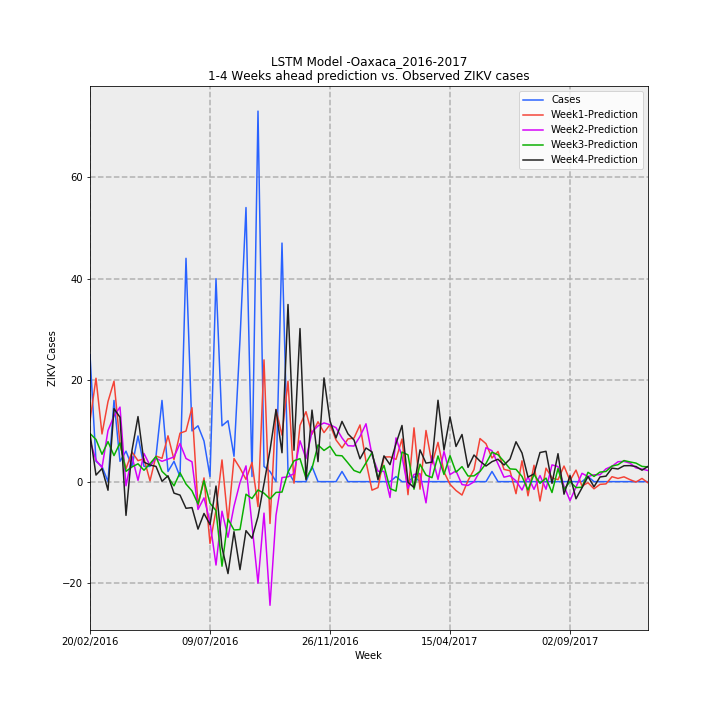 LSTM Model -Oaxaca_2016-2017
1-4 Weeks ahead prediction vs. Observed ZIKV cases
Cases
Week1-Prediction
Week2-Prediction
Week3-Prediction
Week4-Prediction
ZIKV Cases
60
40
20
0
−20
20/02/2016
09/07/2016
26/11/2016
15/04/2017
02/09/2017
Week